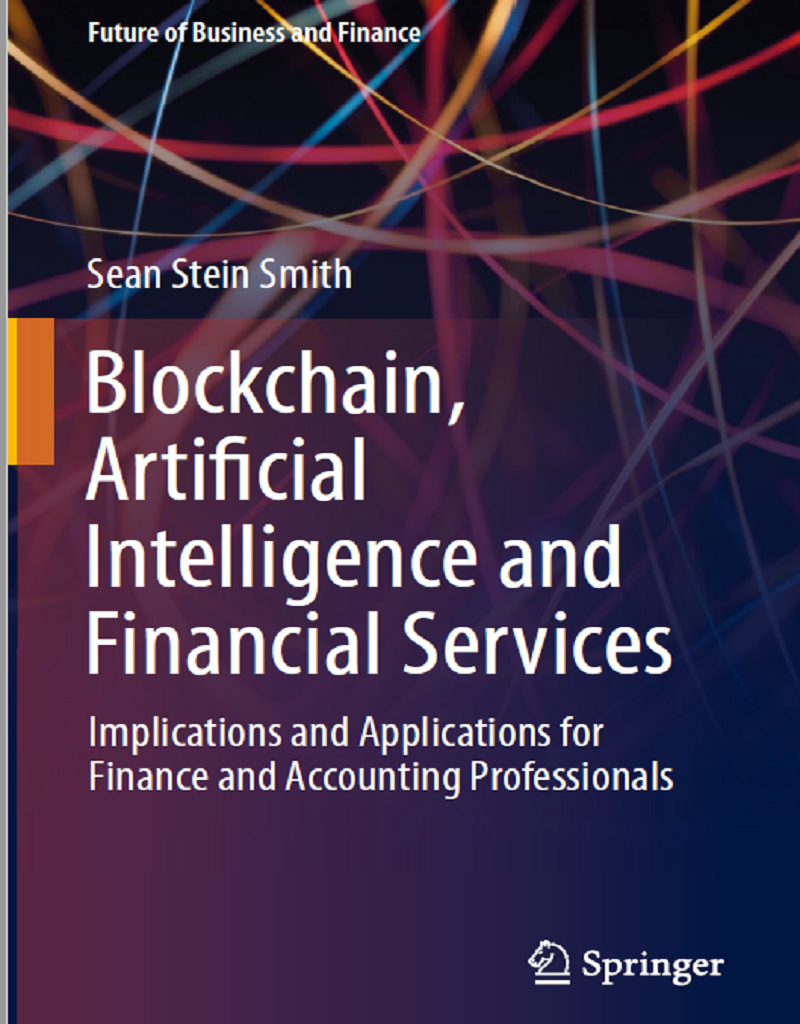 Future of Business and Finance
Sean Stein Smith
Blockchain,
Artificial
Intelligence and
Financial Services
Implications and Applications for
Finance and Accounting Professionals
Springer